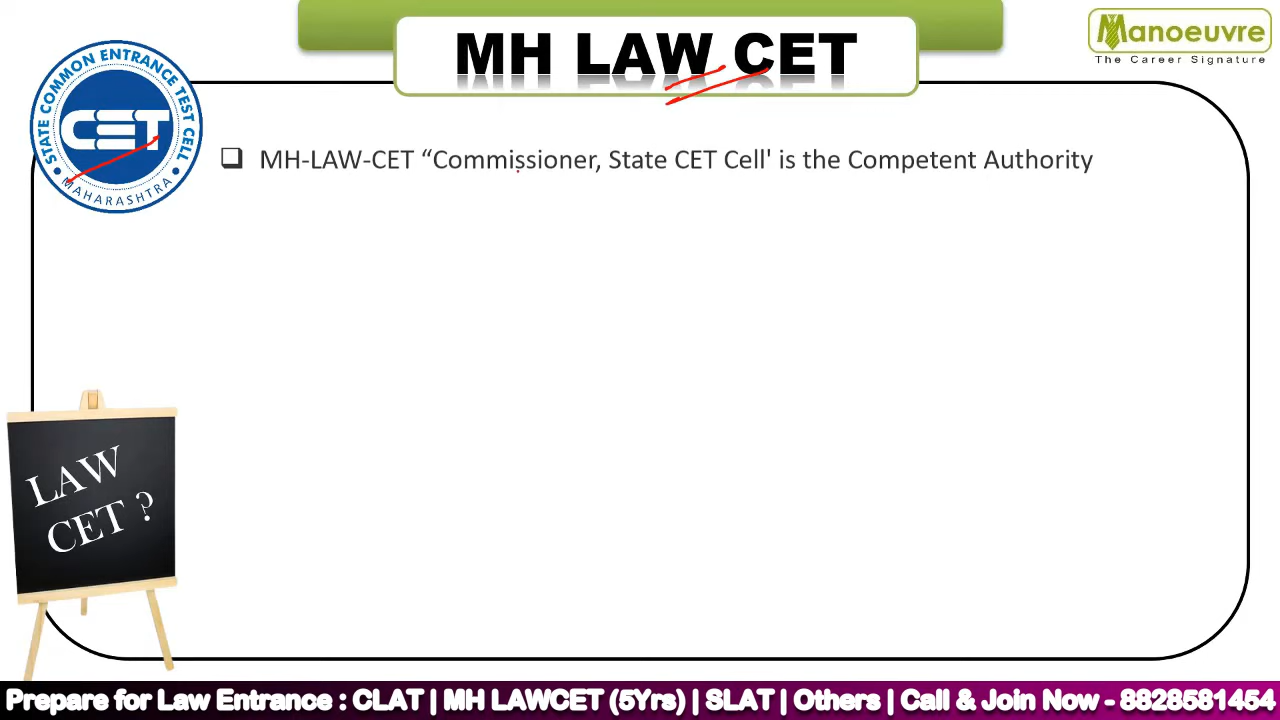 MH LAW CET
Manoeuvre
The Career Signature
STATE COMMON ENTRANCE TEST CELL
CET
MAHARASHTRA
MH-LAW-CET “Commissioner, State CET Cell' is the Competent Authority
LAW
CET ?
Prepare for Law Entrance : CLAT | MH LAWCET (5Yrs) | SLAT | Others | Call & Join Now - 8828581454